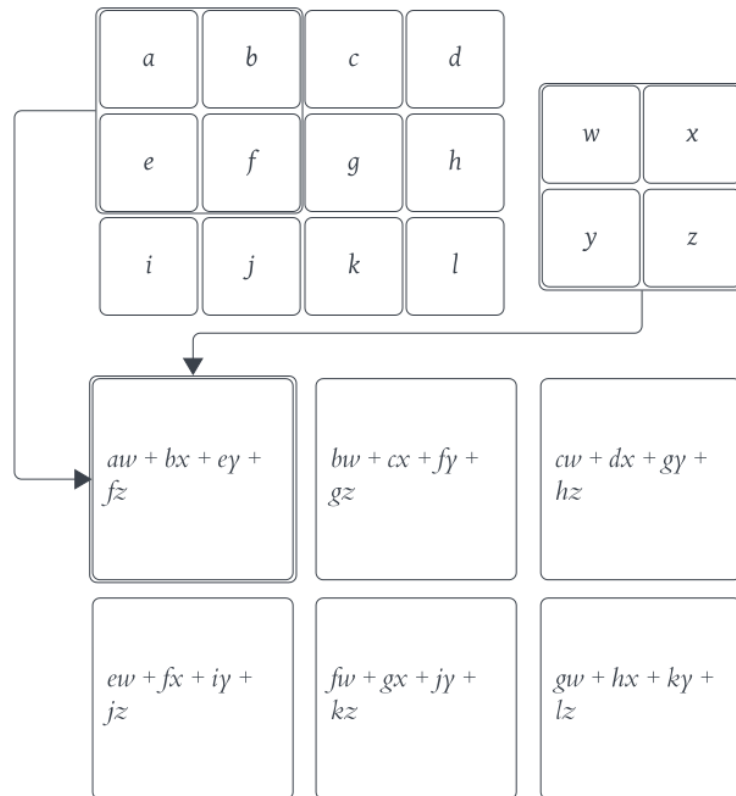 a b c d
w x
e f g h
y z
i j k l
aw + bx + ey +
fz
bw + cx + fy +
gz
cw + dx + gy +
hz
ew + fx + iy +
jz
fw + gx + jy +
kz
gw + hx + ky +
lz